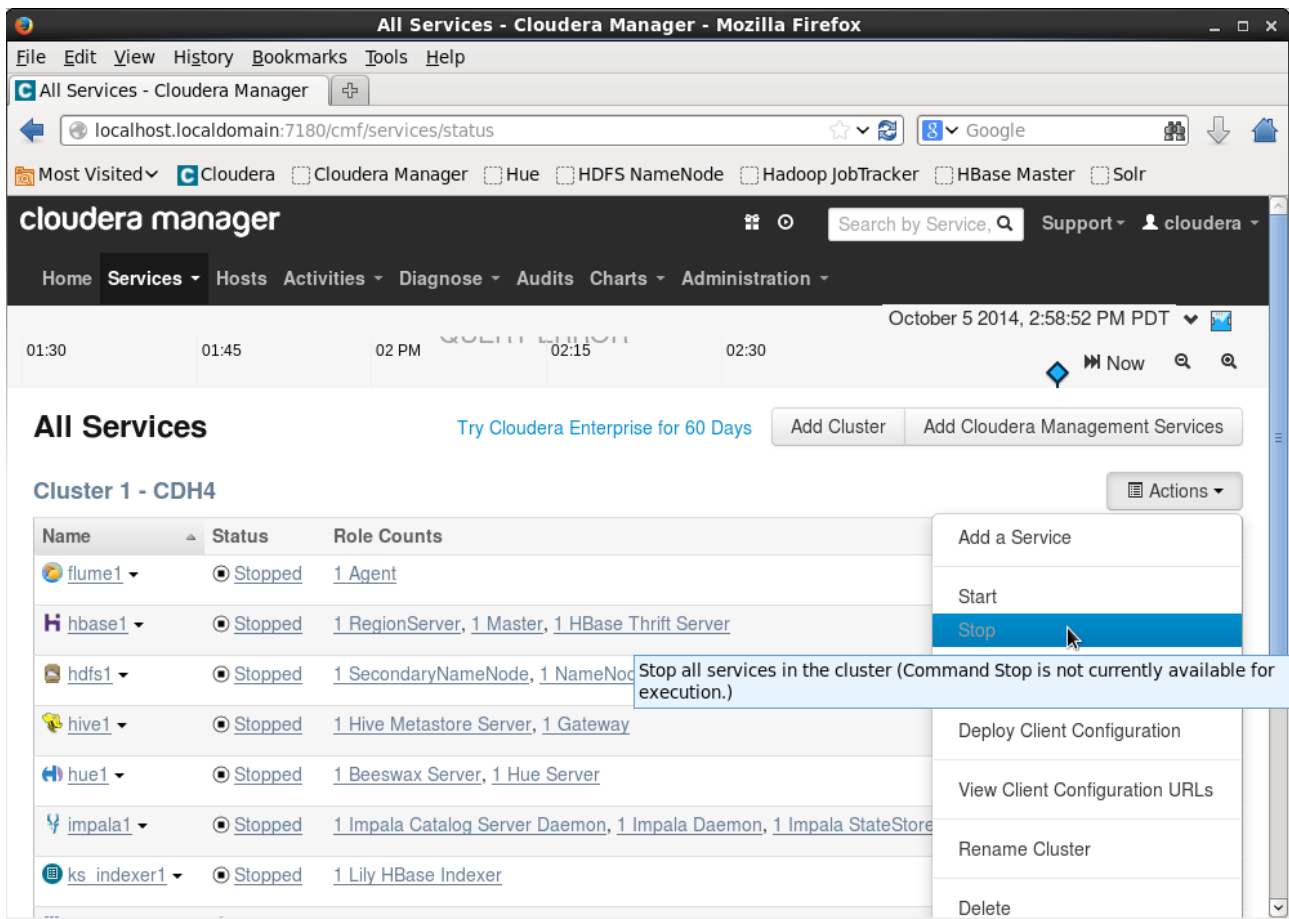 All Services - Cloudera Manager - Mozilla Firefox
File Edit View History Bookmarks Tools Help
C All Services - Cloudera Manager
localhost.localdomain:7180/cmf/services/status 8 Google
Most Visited C Cloudera Cloudera Manager Hue HDFS NameNode Hadoop JobTracker HBase Master Solr
cloudera manager Search by Service, Support cloudera
Home Services Hosts Activities Diagnose Audits Charts Administration
October 5 2014, 2:58:52 PM PDT
QUERY ERROR
01:30 01:45 02 PM 02:15 02:30 Now
All Services Try Cloudera Enterprise for 60 Days Add Cluster Add Cloudera Management Services
Cluster 1 - CDH4 Actions
Name Status Role Counts
Add a Service
flume1 Stopped 1 Agent
Start
hbase1 Stopped 1 RegionServer, 1 Master, 1 HBase Thrift Server
Stop
hdfs1 Stopped 1 SecondaryNameNode, 1
Stop all services in the cluster (Command Stop is not currently available for
execution.)
hive1 Stopped 1 Hive Metastore Server, 1 Gateway
Deploy Client Configuration
hue1 Stopped 1 Beeswax Server, 1 Hue Server
View Client Configuration URLs
impala1 Stopped 1 Impala Catalog Server Daemon, 1 Impala Daemon, 1 Impala StateStore
Rename Cluster
ks_indexer1 Stopped 1 Lily HBase Indexer
Delete